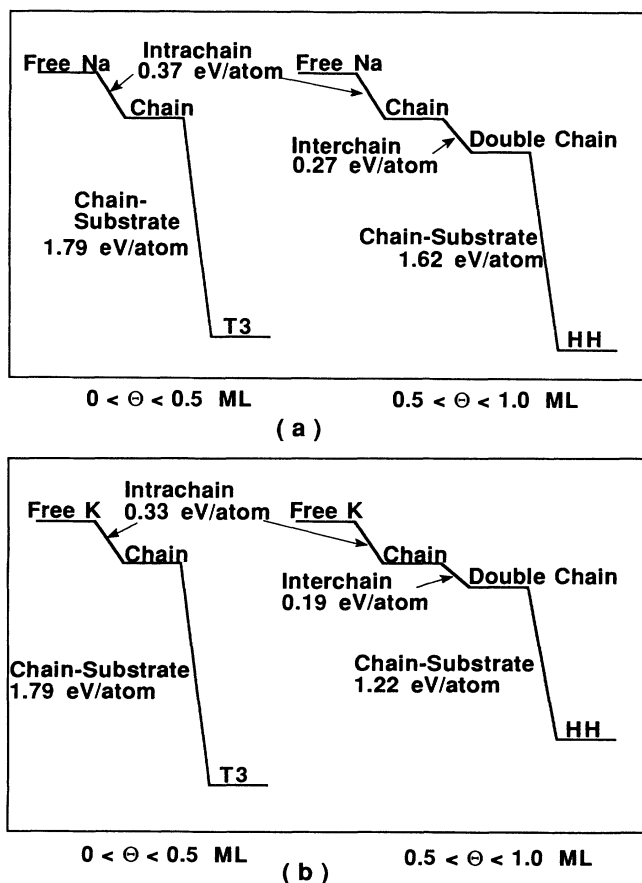 Intrachain
0.37 eV/atom
Free Na
Chain
Chain-
Substrate
1.79 eV/atom
T3
Free Na
Chain
Interchain
0.27 eV/atom
Double Chain
Chain-Substrate
1.62 eV/atom
HH
0 < Θ < 0.5 ML
0.5 < Θ < 1.0 ML
( a )
Intrachain
0.33 eV/atom
Free K
Chain
Chain-Substrate
1.79 eV/atom
T3
Free K
Chain
Interchain
0.19 eV/atom
Double Chain
Chain-Substrate
1.22 eV/atom
HH
0 < Θ < 0.5 ML
0.5 < Θ < 1.0 ML
( b )